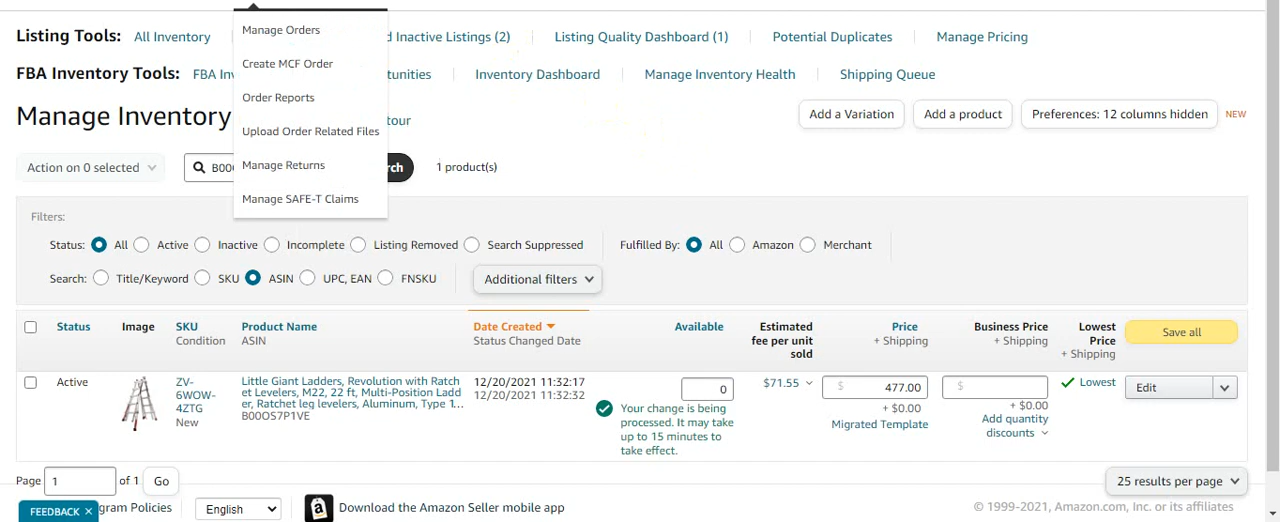 Manage Orders
Create MCF Order
Order Reports
Upload Order Related Files
Manage Returns
Manage SAFE-T Claims
Listing Tools: All Inventory d Inactive Listings (2) Listing Quality Dashboard (1) Potential Duplicates Manage Pricing
FBA Inventory Tools: FBA Inv tunities Inventory Dashboard Manage Inventory Health Shipping Queue
Manage Inventory tour Add a Variation Add a product Preferences: 12 columns hidden NEW
Action on 0 selected B00 rch 1 product(s)
Filters:
Status: All Active Inactive Incomplete Listing Removed Search Suppressed Fulfilled By: All Amazon Merchant
Search: Title/Keyword SKU ASIN UPC, EAN FNSKU Additional filters
Status Image SKU Condition Product Name ASIN Date Created Status Changed Date Available Estimated fee per unit sold Price + Shipping Business Price + Shipping Lowest Price + Shipping Save all
Active
ZV-
6WOW-
4ZTG
New
Little Giant Ladders, Revolution with Ratch
et Levelers, M22, 22 ft, Multi-Position Ladd
er, Ratchet leg levelers, Aluminum, Type 1...
B00OS7P1VE
12/20/2021 11:32:17
12/20/2021 11:32:32
0
Your change is being
processed. It may take
up to 15 minutes to
take effect.
$71.55
$ 477.00
+ $0.00
Migrated Template
$
+ $0.00
Add quantity
discounts
Lowest
Edit
Page 1 of 1 Go 25 results per page
FEEDBACK × gram Policies English Download the Amazon Seller mobile app © 1999-2021, Amazon.com, Inc. or its affiliates